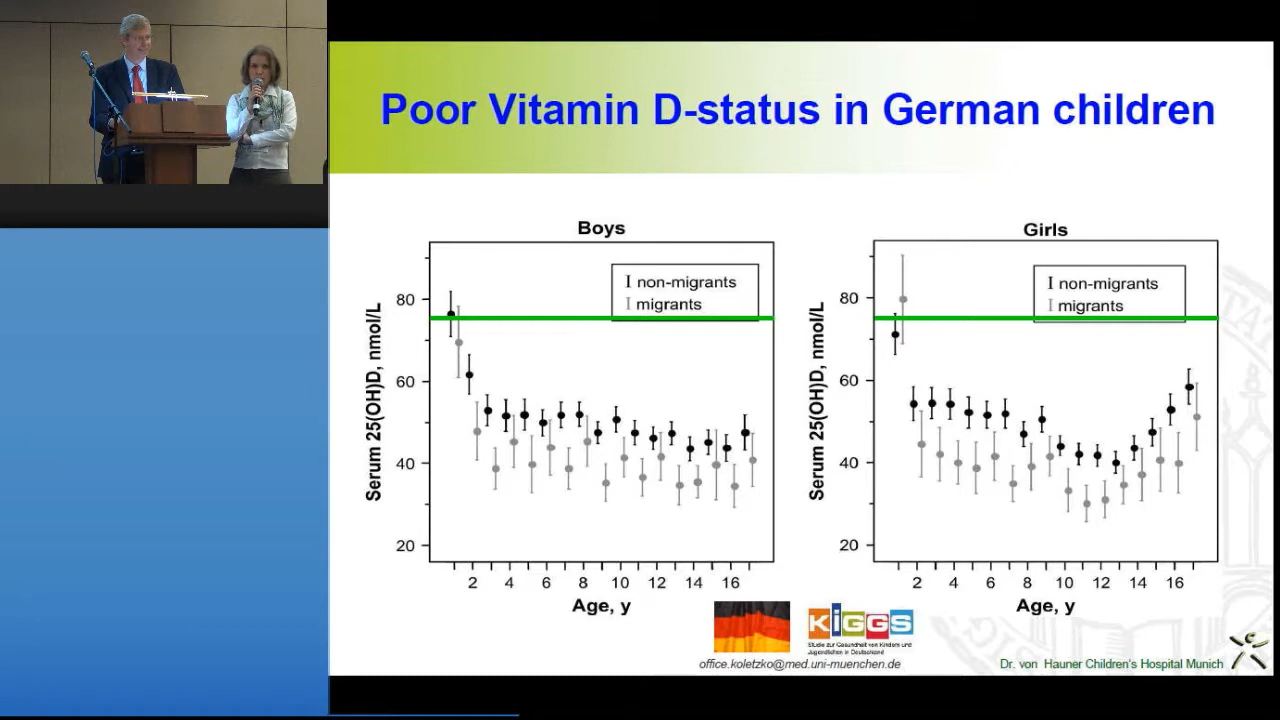 Poor Vitamin D-status in German children
Boys
I non-migrants
I migrants
80
60
40
20
Serum 25(OH)D, nmol/L
2 4 6 8 10 12 14 16
Age, y
Girls
I non-migrants
I migrants
80
60
40
20
Serum 25(OH)D, nmol/L
2 4 6 8 10 12 14 16
Age, y
KiGGS
Studie zur Gesundheit von Kindern und
Jugendlichen in Deutschland
office.koletzko@med.uni-muenchen.de
Dr. von Hauner Children's Hospital Munich